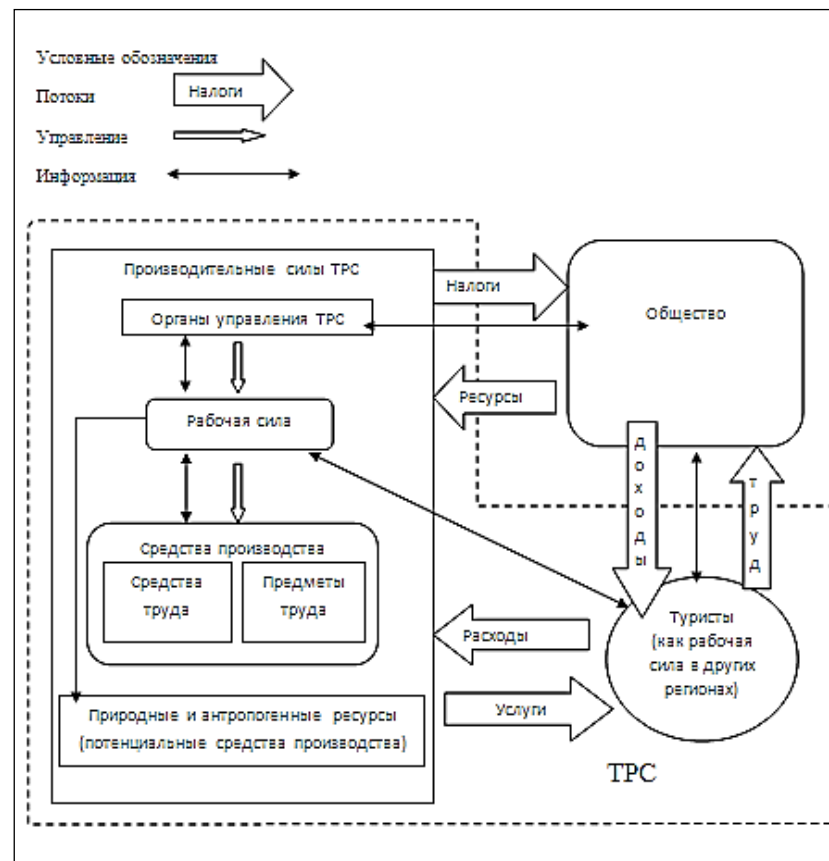 Условные обозначения
Потоки
Налоги
Управление
Информация
Производительные силы ТРС
Налоги
Общество
Органы управления ТРС
Ресурсы
Рабочая сила
доходы
труд
Средства производства
Средства
труда
Предметы
труда
Расходы
Туристы
(как рабочая
сила в других
регионах)
Природные и антропогенные ресурсы
(потенциальные средства производства)
Услуги
ТРС